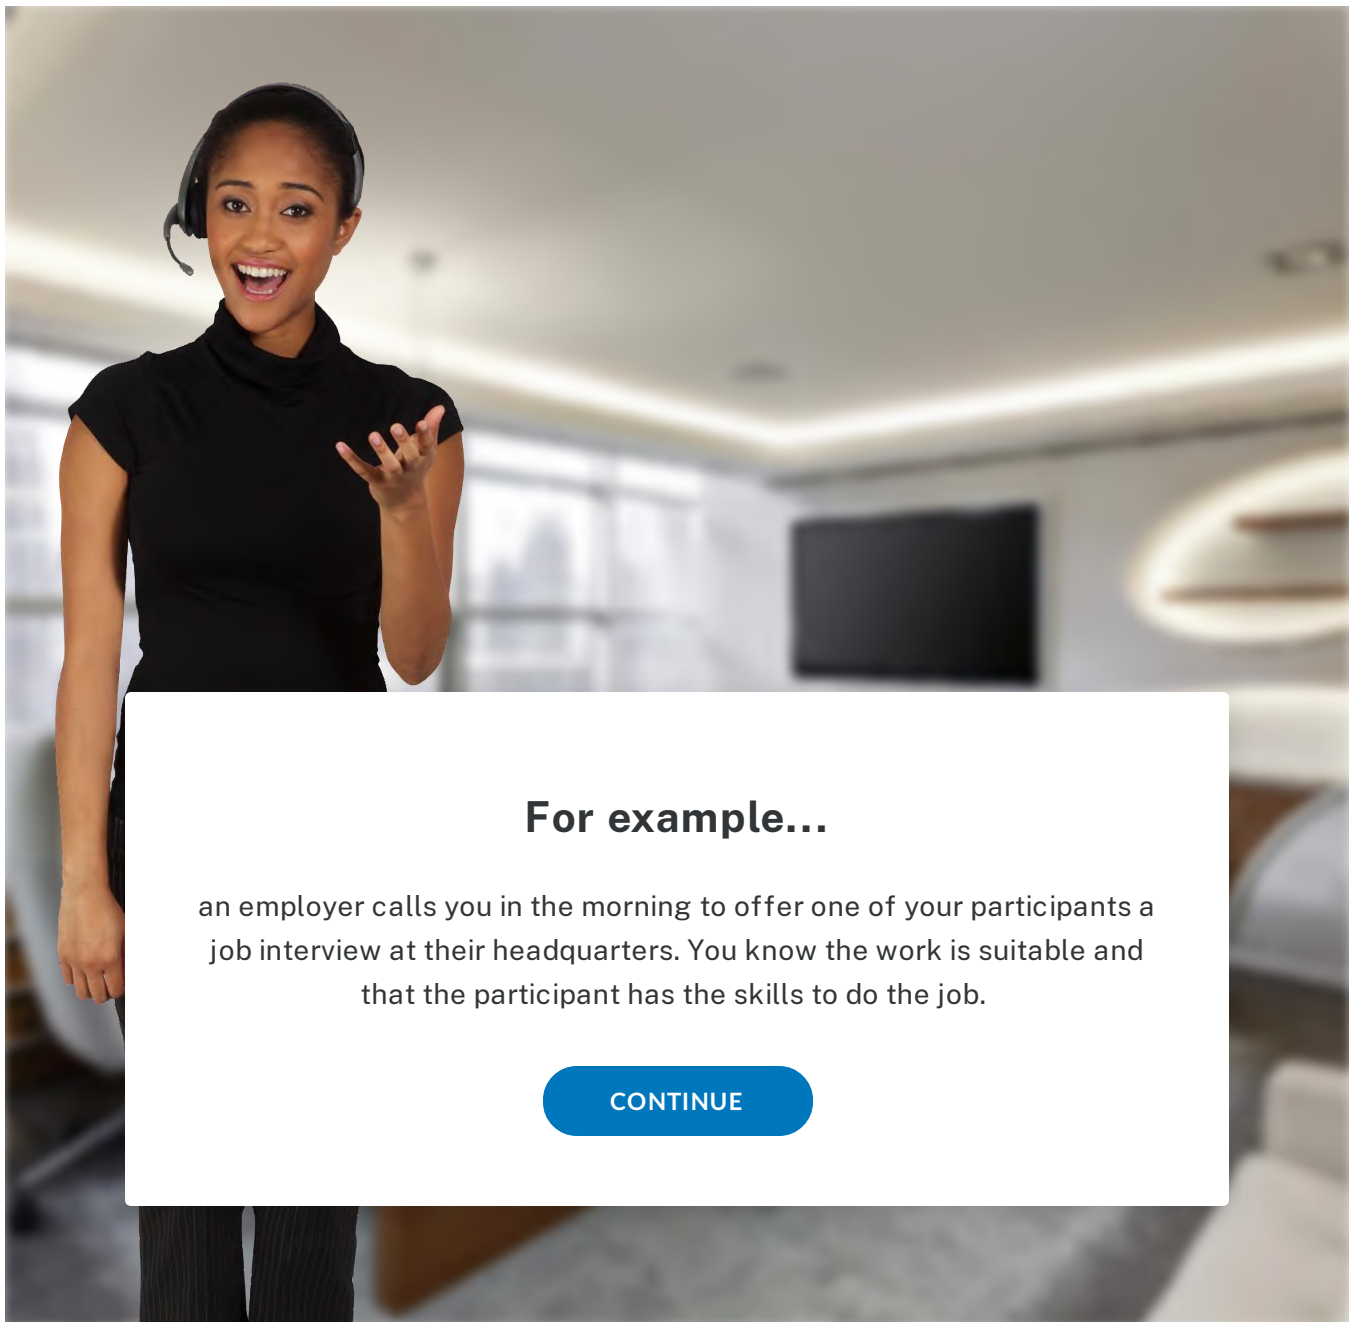 For example...
an employer calls you in the morning to offer one of your participants a
job interview at their headquarters. You know the work is suitable and
that the participant has the skills to do the job.
CONTINUE